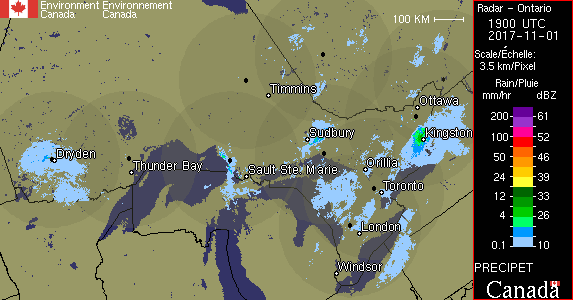 Environment Environnement
Canada Canada
100 KM
Timmins
Ottawa
Sudbury
Kingston
Dryden
Thunder Bay
Sault Ste. Marie
Orillia
Toronto
London
Windsor
Radar - Ontario
1900 UTC
2017-11-01
Scale/Échelle:
3.5 km/Pixel
Rain/Pluie
mm/hr dBZ
200 61
100 52
50 46
24 39
12 33
4 26
0.1 10
PRECIPET
Canada